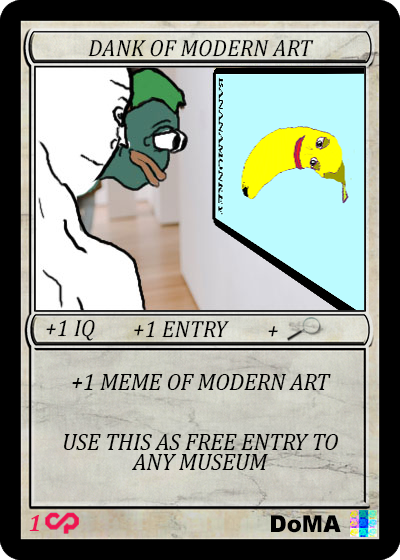 DANK OF MODERN ART
BANANAMUNKEY
+1 IQ +1 ENTRY +
+1 MEME OF MODERN ART
USE THIS AS FREE ENTRY TO
ANY MUSEUM
1 DoMA